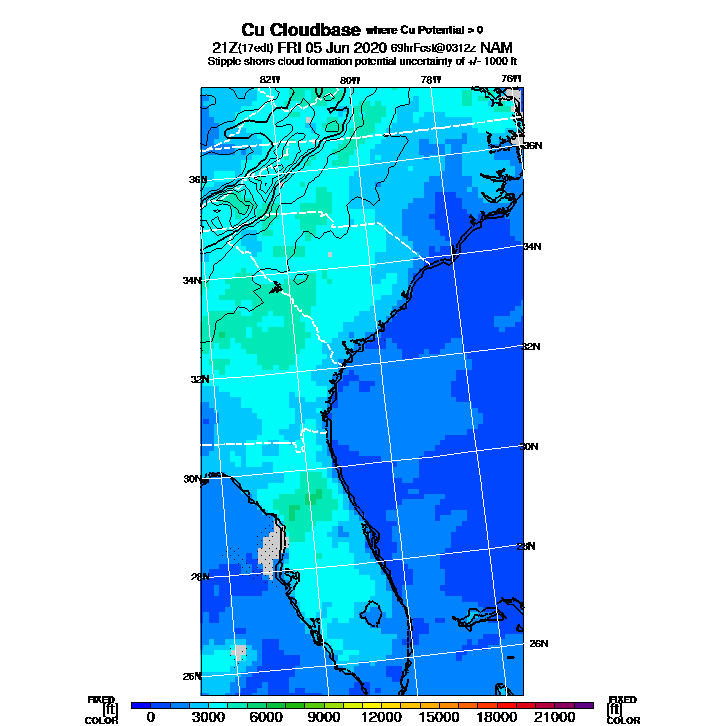 Cu Cloudbase where Cu Potential > 0
21Z(17edt) FRI 05 Jun 2020 69hrFcst@0312z NAM
Stipple shows cloud formation potential uncertainty of +/- 1000 ft
82W 80W 78W 76W
36N
36N
34N
34N
32N
32N
30N
30N
28N
28N
26N
26N
FIXED FIXED
[ft] [ft]
COLOR COLOR
0 3000 6000 9000 12000 15000 18000 21000